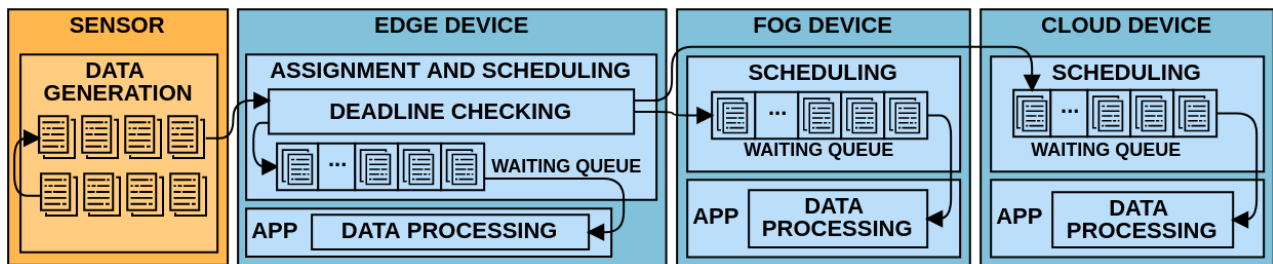 SENSOR
DATA
GENERATION
EDGE DEVICE
ASSIGNMENT AND SCHEDULING
DEADLINE CHECKING
...
WAITING QUEUE
APP
DATA PROCESSING
FOG DEVICE
SCHEDULING
...
WAITING QUEUE
APP
DATA
PROCESSING
CLOUD DEVICE
SCHEDULING
...
WAITING QUEUE
APP
DATA
PROCESSING